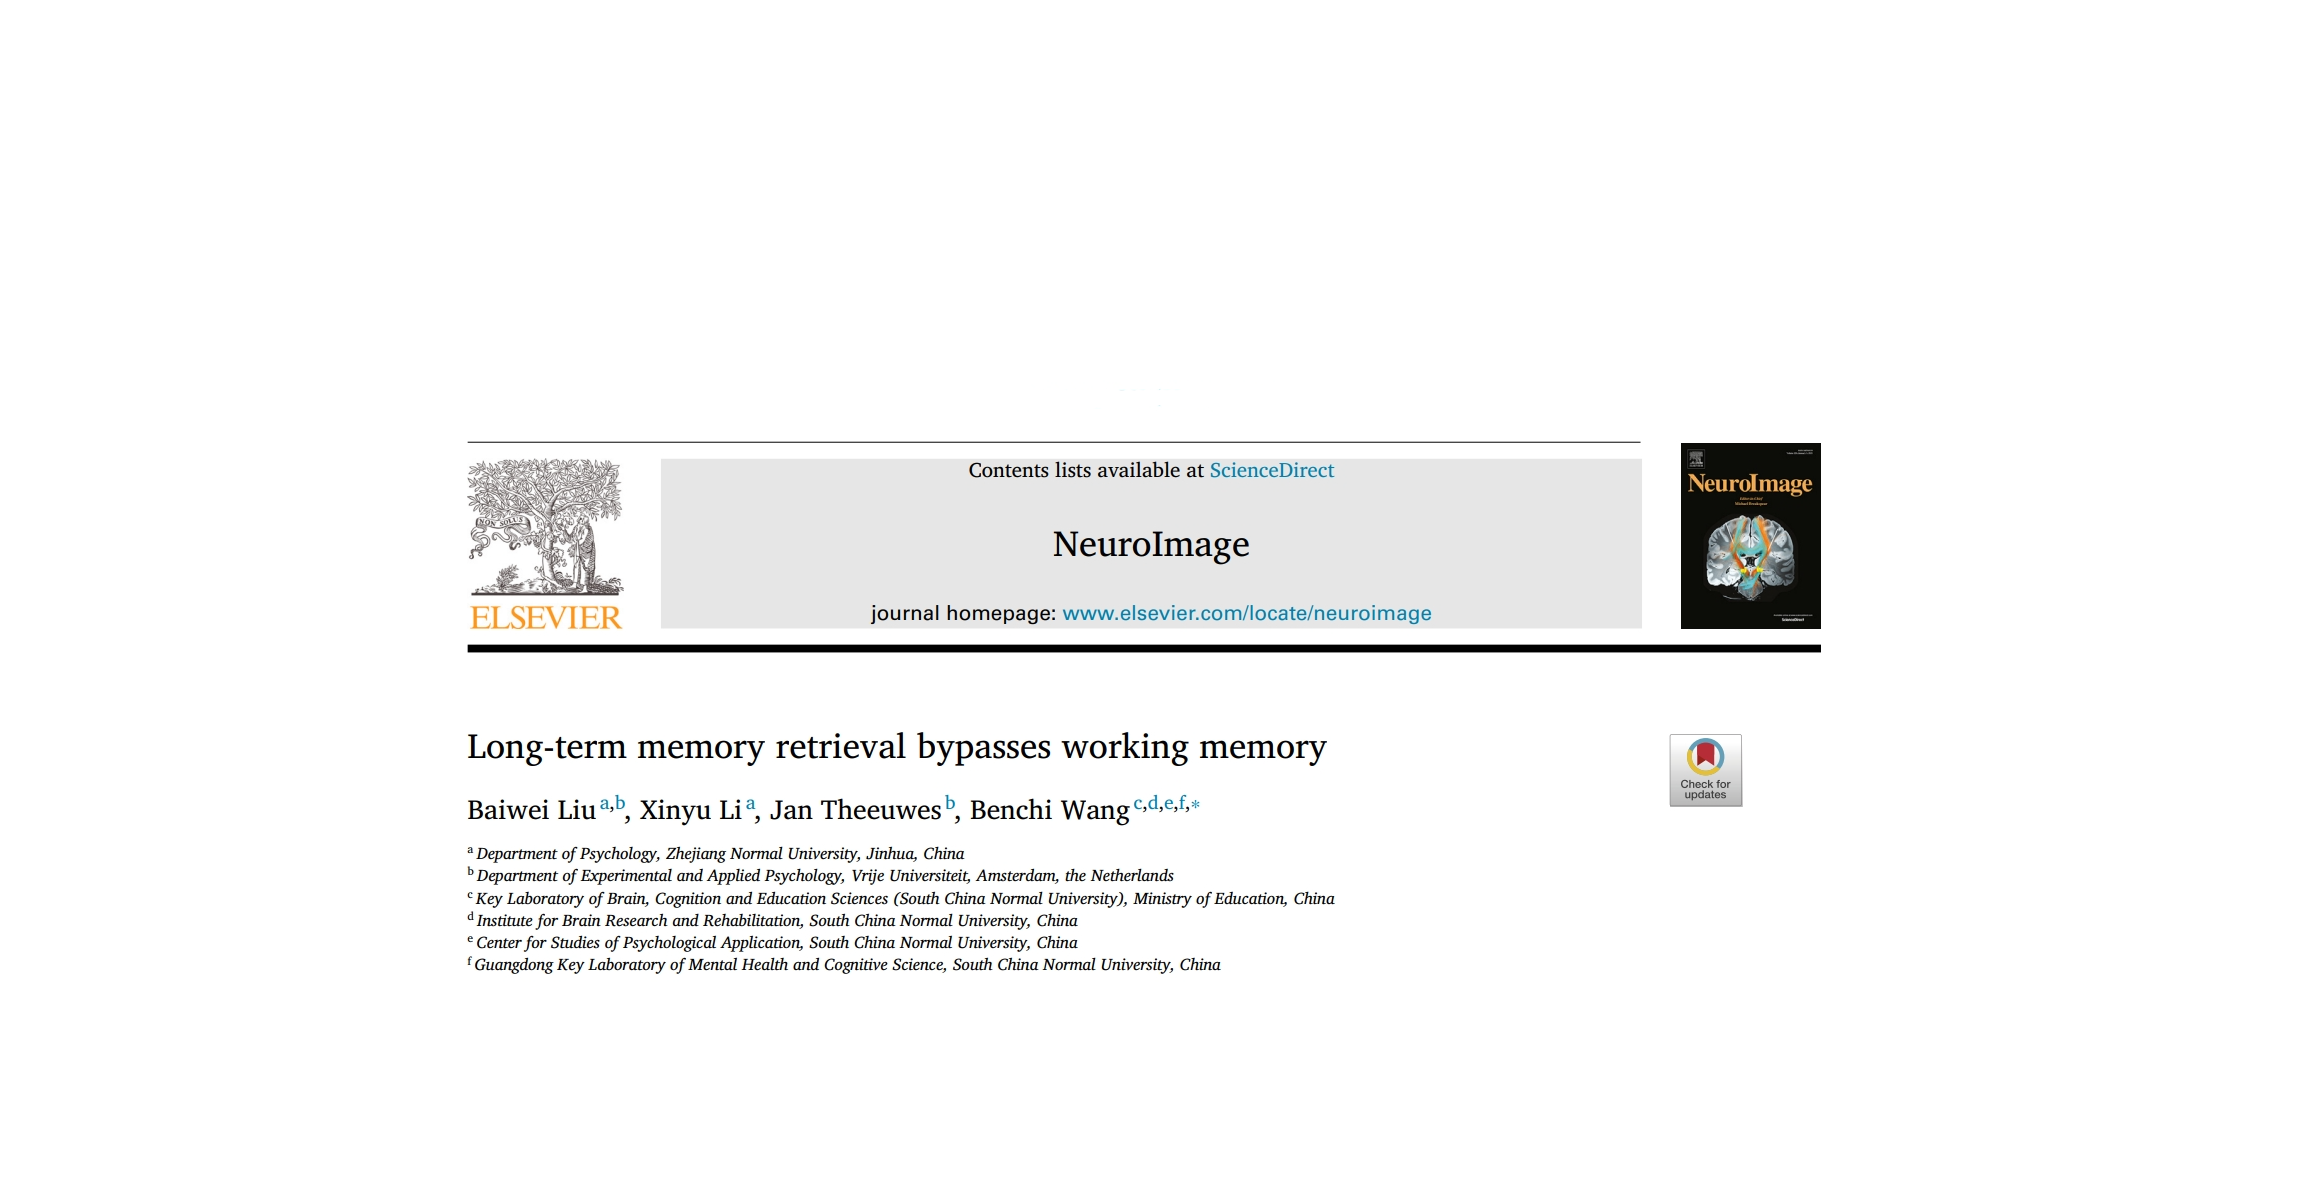 NON SOLUS
ELSEVIER
Contents lists available at ScienceDirect
NeuroImage
journal homepage: www.elsevier.com/locate/neuroimage
NeuroImage
ScienceDirect
Long-term memory retrieval bypasses working memory
Check for
updates
Baiwei Liu a,b, Xinyu Li a, Jan Theeuwes b, Benchi Wang c,d,e,f,*
a Department of Psychology, Zhejiang Normal University, Jinhua, China
b Department of Experimental and Applied Psychology, Vrije Universiteit, Amsterdam, the Netherlands
c Key Laboratory of Brain, Cognition and Education Sciences (South China Normal University), Ministry of Education, China
d Institute for Brain Research and Rehabilitation, South China Normal University, China
e Center for Studies of Psychological Application, South China Normal University, China
f Guangdong Key Laboratory of Mental Health and Cognitive Science, South China Normal University, China